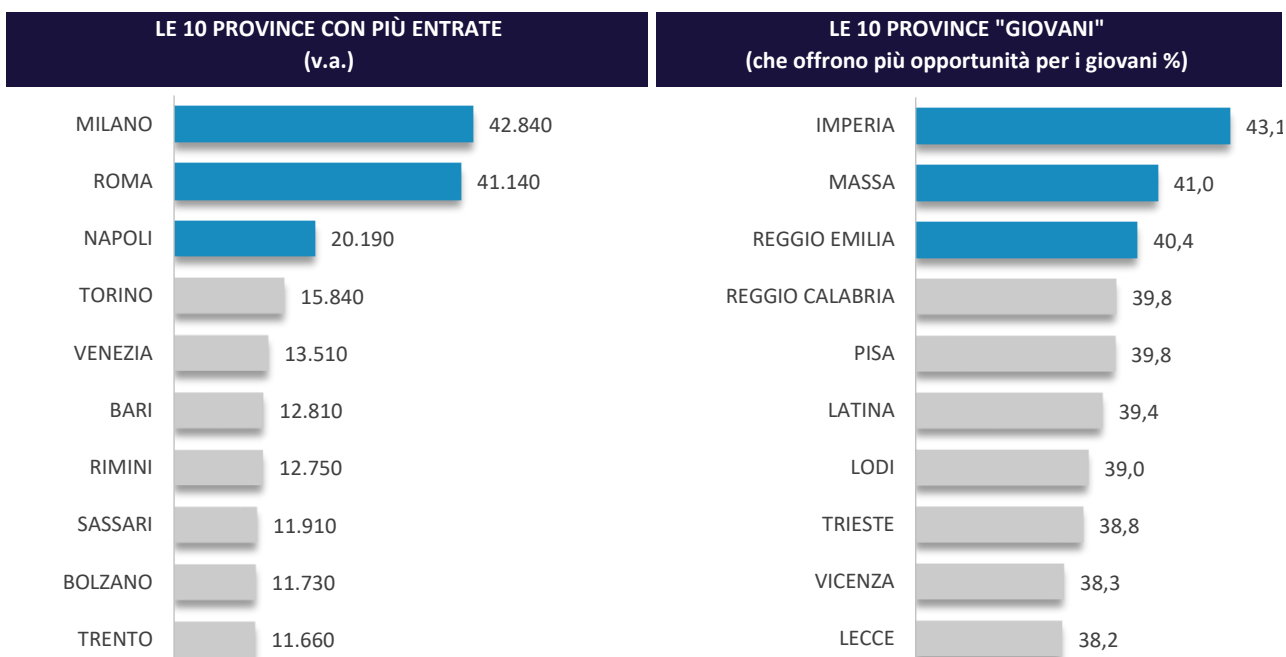 LE 10 PROVINCE CON PIÙ ENTRATE
(v.a.)
MILANO 42.840
ROMA 41.140
NAPOLI 20.190
TORINO 15.840
VENEZIA 13.510
BARI 12.810
RIMINI 12.750
SASSARI 11.910
BOLZANO 11.730
TRENTO 11.660
LE 10 PROVINCE "GIOVANI"
(che offrono più opportunità per i giovani %)
IMPERIA 43,1
MASSA 41,0
REGGIO EMILIA 40,4
REGGIO CALABRIA 39,8
PISA 39,8
LATINA 39,4
LODI 39,0
TRIESTE 38,8
VICENZA 38,3
LECCE 38,2